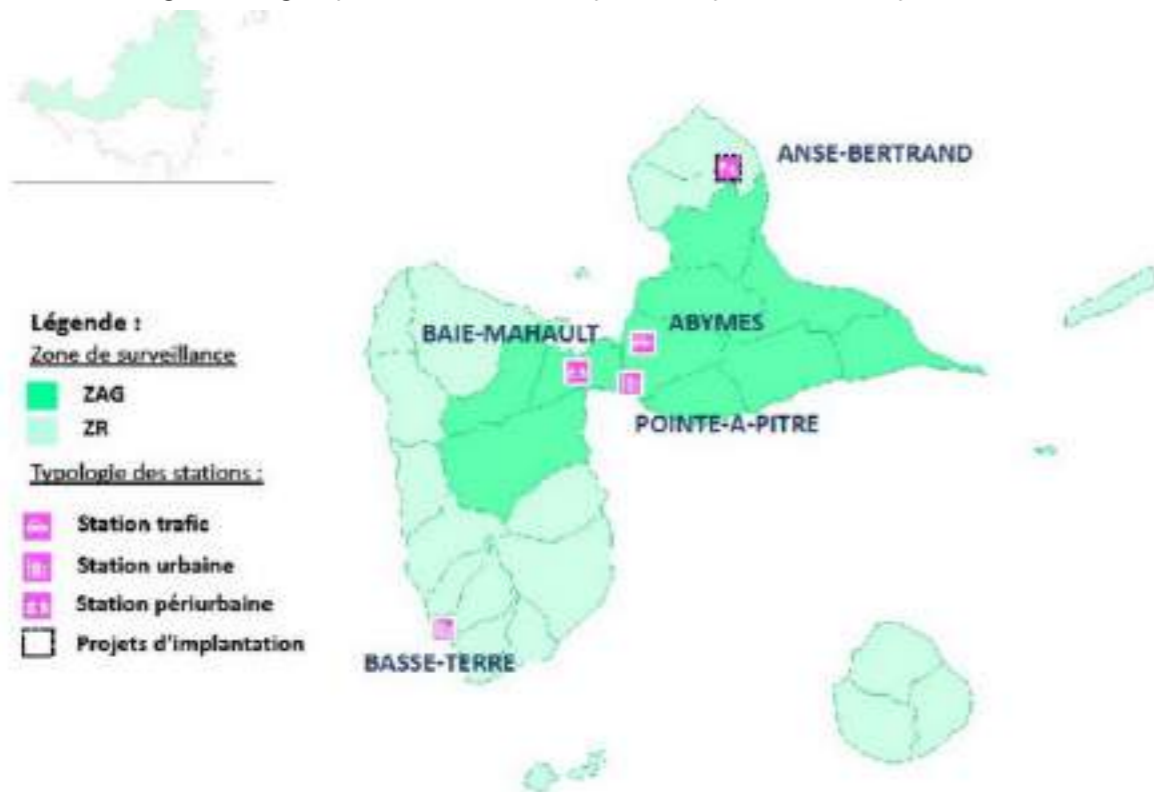 ANSE-BERTRAND
ABYMES
BAIE-MAHAULT
POINTE-A-PITRE
BASSE-TERRE
Légende :
Zone de surveillance
ZAG
ZR
Typologie des stations :
Station trafic
Station urbaine
Station périurbaine
Projets d'implantation